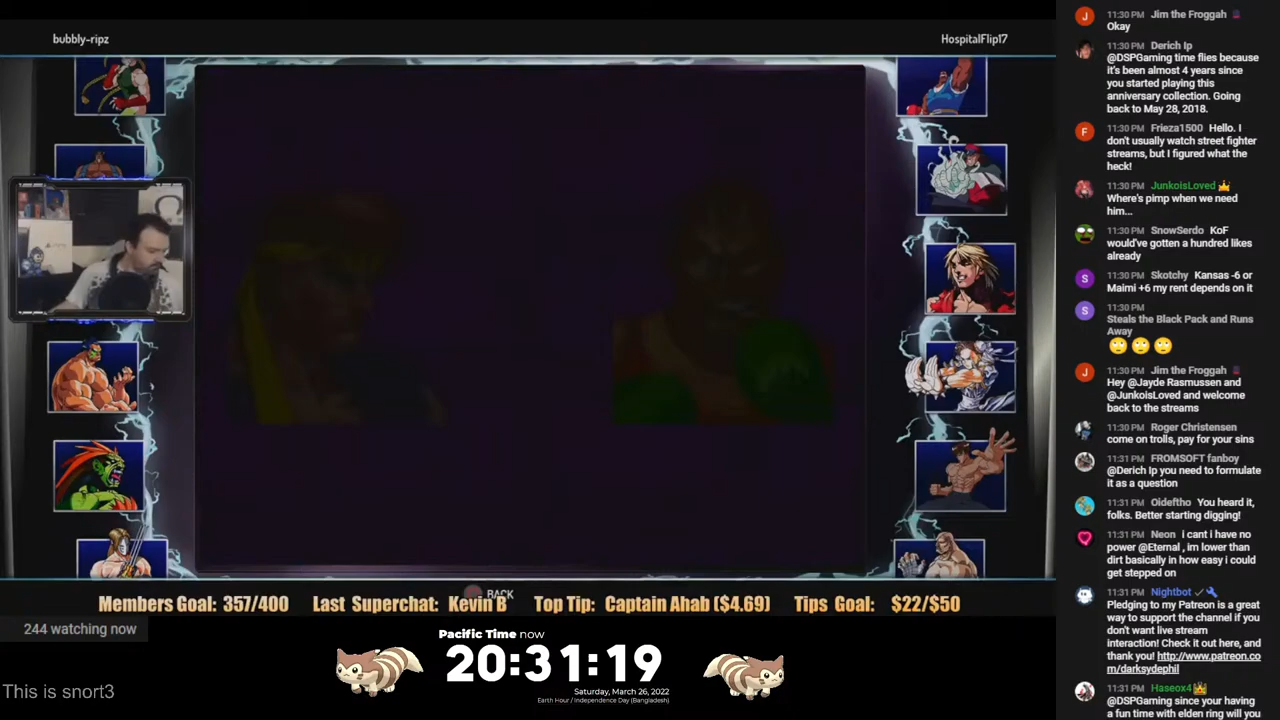 bubbly-ripz
HospitalFlip17
BACK
Members Goal: 357/400 Last Superchat: Kevin B Top Tip: Captain Ahab ($4.69) Tips Goal: $22/$50
244 watching now
Pacific Time now
20:31:19
Saturday, March 26, 2022
Earth Hour / Independence Day (Bangladesh)
This is snort3
11:30 PM Jim the Froggah
Okay
11:30 PM Derich Ip
@DSPGaming time flies because
it's been almost 4 years since
you started playing this
anniversary collection. Going
back to May 28, 2018.
11:30 PM Frieza1500 Hello. I
don't usually watch street fighter
streams, but I figured what the
heck!
11:30 PM JunkoisLoved
Where's pimp when we need
him...
11:30 PM SnowSerdo KoF
would've gotten a hundred likes
already
11:30 PM Skotchy Kansas -6 or
Maimi +6 my rent depends on it
11:30 PM
Steals the Black Pack and Runs
Away
🙄 🙄 🙄
11:30 PM Jim the Froggah
Hey @Jayde Rasmussen and
@JunkoisLoved and welcome
back to the streams
11:30 PM Roger Christensen
come on trolls, pay for your sins
11:31 PM FROMSOFT fanboy
@Derich Ip you need to formulate
it as a question
11:31 PM Oideftho You heard it,
folks. Better starting digging!
11:31 PM Neon i cant i have no
power @Eternal , im lower than
dirt basically in how easy i could
get stepped on
11:31 PM Nightbot
Pledging to my Patreon is a great
way to support the channel if you
don't want live stream
interaction! Check it out here, and
thank you! http://www.patreon.co
m/darksydephil
11:31 PM Haseox4
@DSPGaming since your having
a fun time with elden ring will you